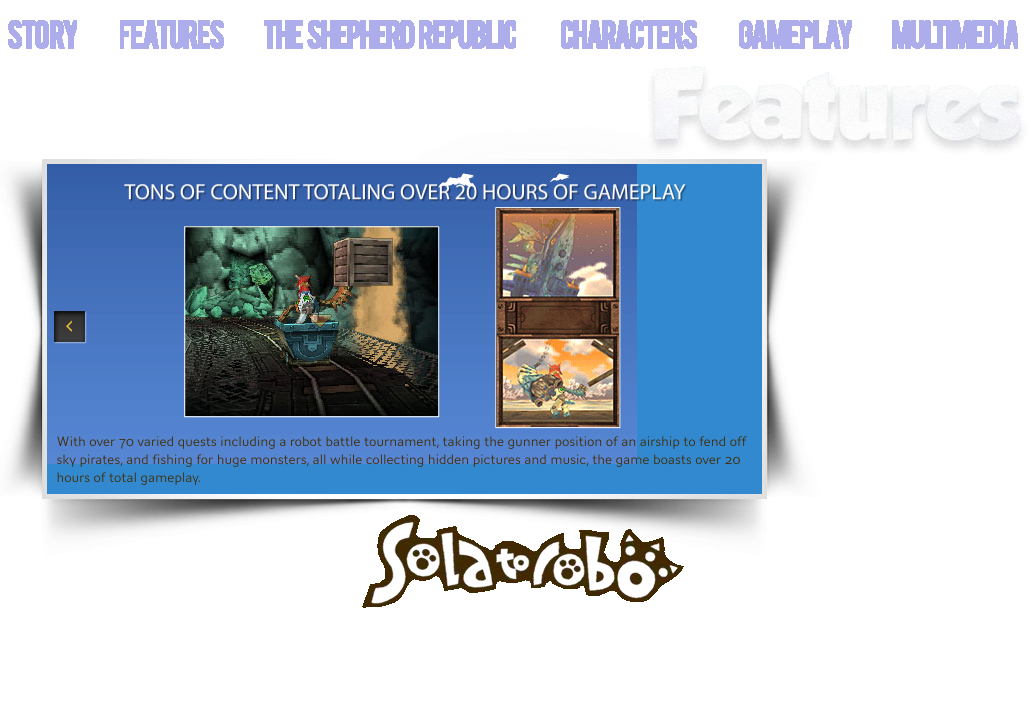 STORY FEATURES THE SHEPHERD REPUBLIC CHARACTERS GAMEPLAY MULTIMEDIA
Features
TONS OF CONTENT TOTALING OVER 20 HOURS OF GAMEPLAY
With over 70 varied quests including a robot battle tournament, taking the gunner position of an airship to fend off
sky pirates, and fishing for huge monsters, all while collecting hidden pictures and music, the game boasts over 20
hours of total gameplay.
Solatorobo